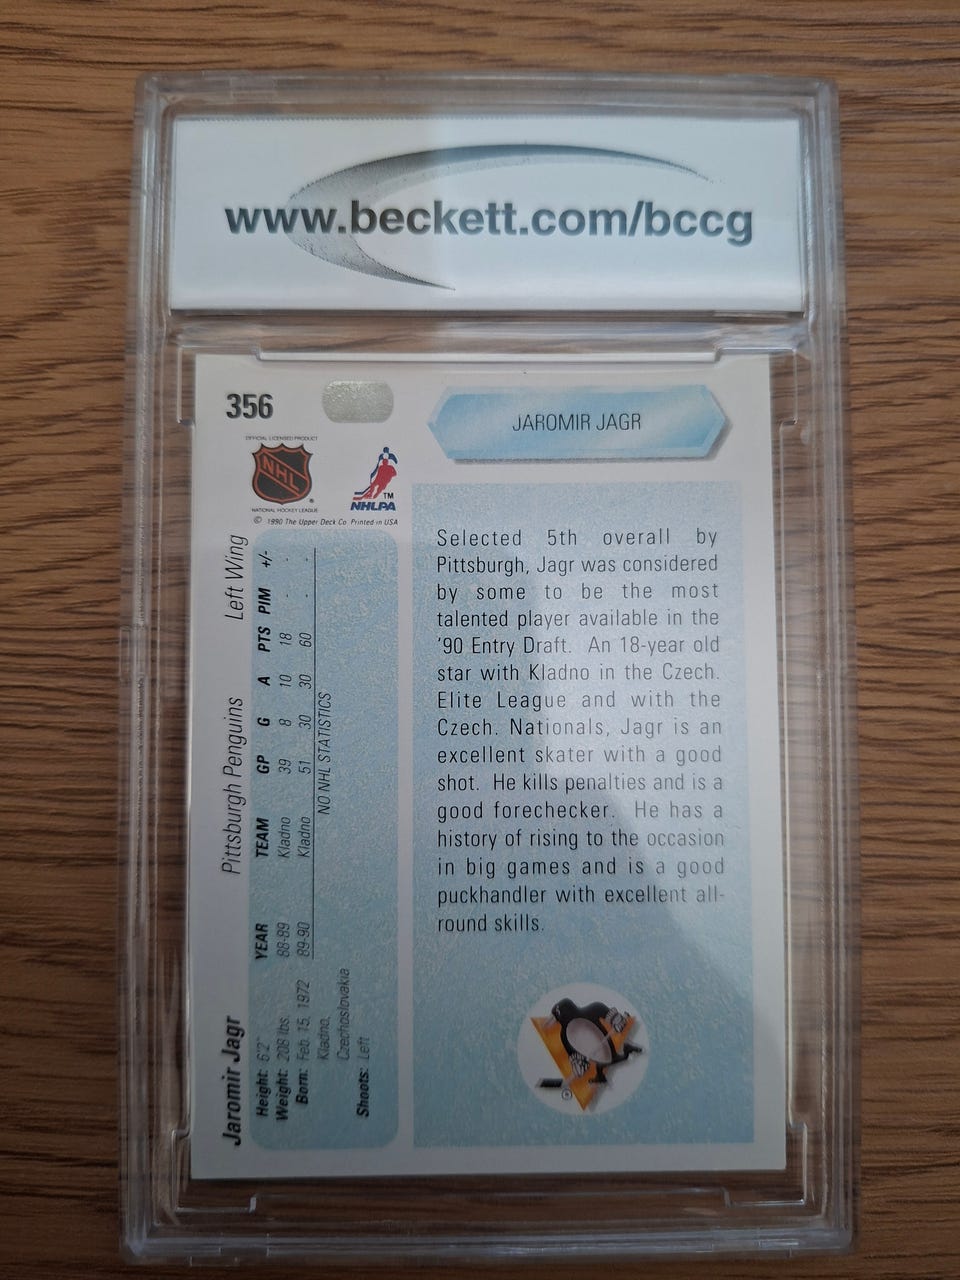 www.beckett.com/bccg
356
JAROMIR JAGR
OFFICIAL LICENSED PRODUCT
NHL
®
NATIONAL HOCKEY LEAGUE
TM
NHLPA
© 1990 The Upper Deck Co. Printed in USA
Selected 5th overall by
Pittsburgh, Jagr was considered
by some to be the most
talented player available in the
'90 Entry Draft. An 18-year old
star with Kladno in the Czech.
Elite League and with the
Czech. Nationals, Jagr is an
excellent skater with a good
shot. He kills penalties and is a
good forechecker. He has a
history of rising to the occasion
in big games and is a good
puckhandler with excellent all-
round skills.
Jaromir Jagr Pittsburgh Penguins Left Wing
Height: 6'2"
Weight: 208 lbs.
Born: Feb. 15, 1972
Kladno,
Czechoslovakia
Shoots: Left
YEAR TEAM GP G A PTS PIM +/-
88-89 Kladno 39 8 10 18 - -
89-90 Kladno 51 30 30 60 - -
NO NHL STATISTICS